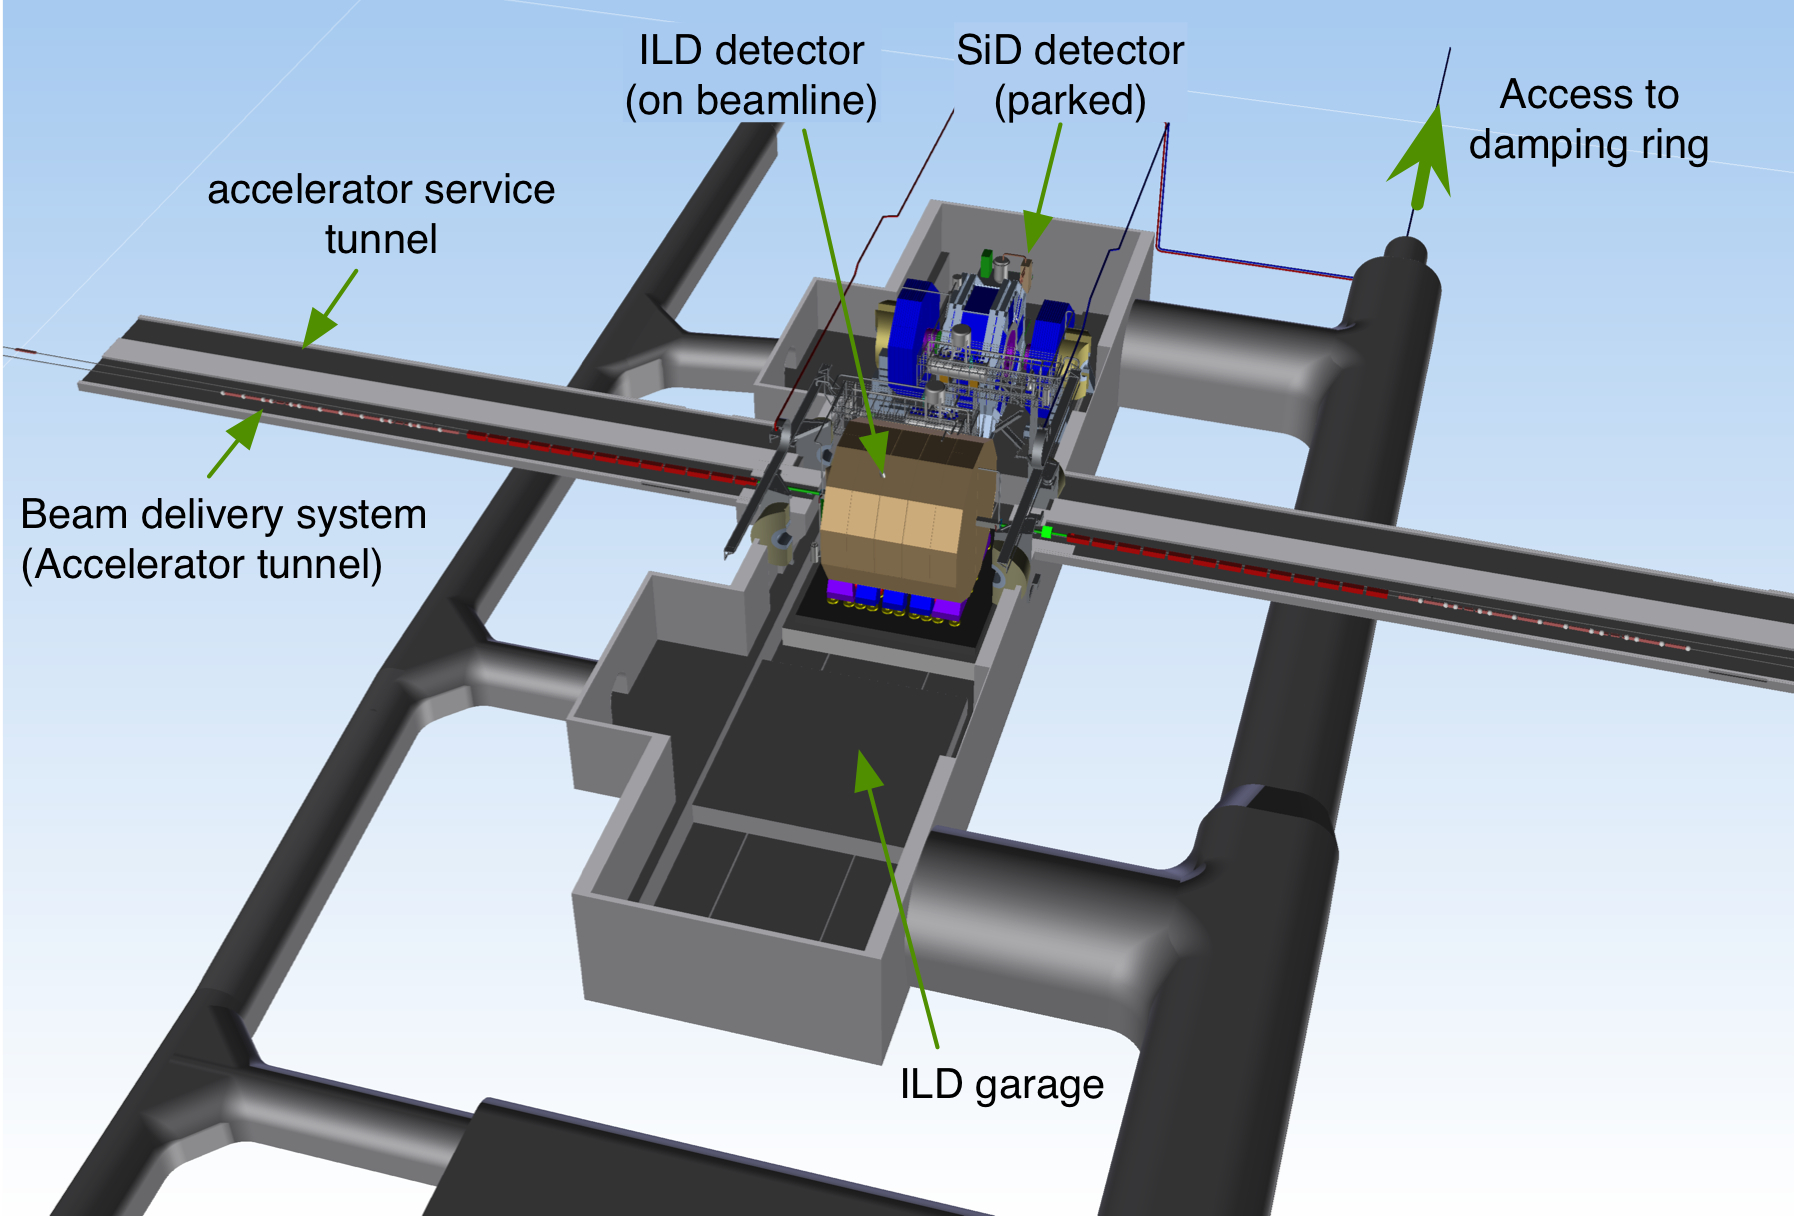 ILD detector
(on beamline)
SiD detector
(parked)
Access to
damping ring
accelerator service
tunnel
Beam delivery system
(Accelerator tunnel)
ILD garage